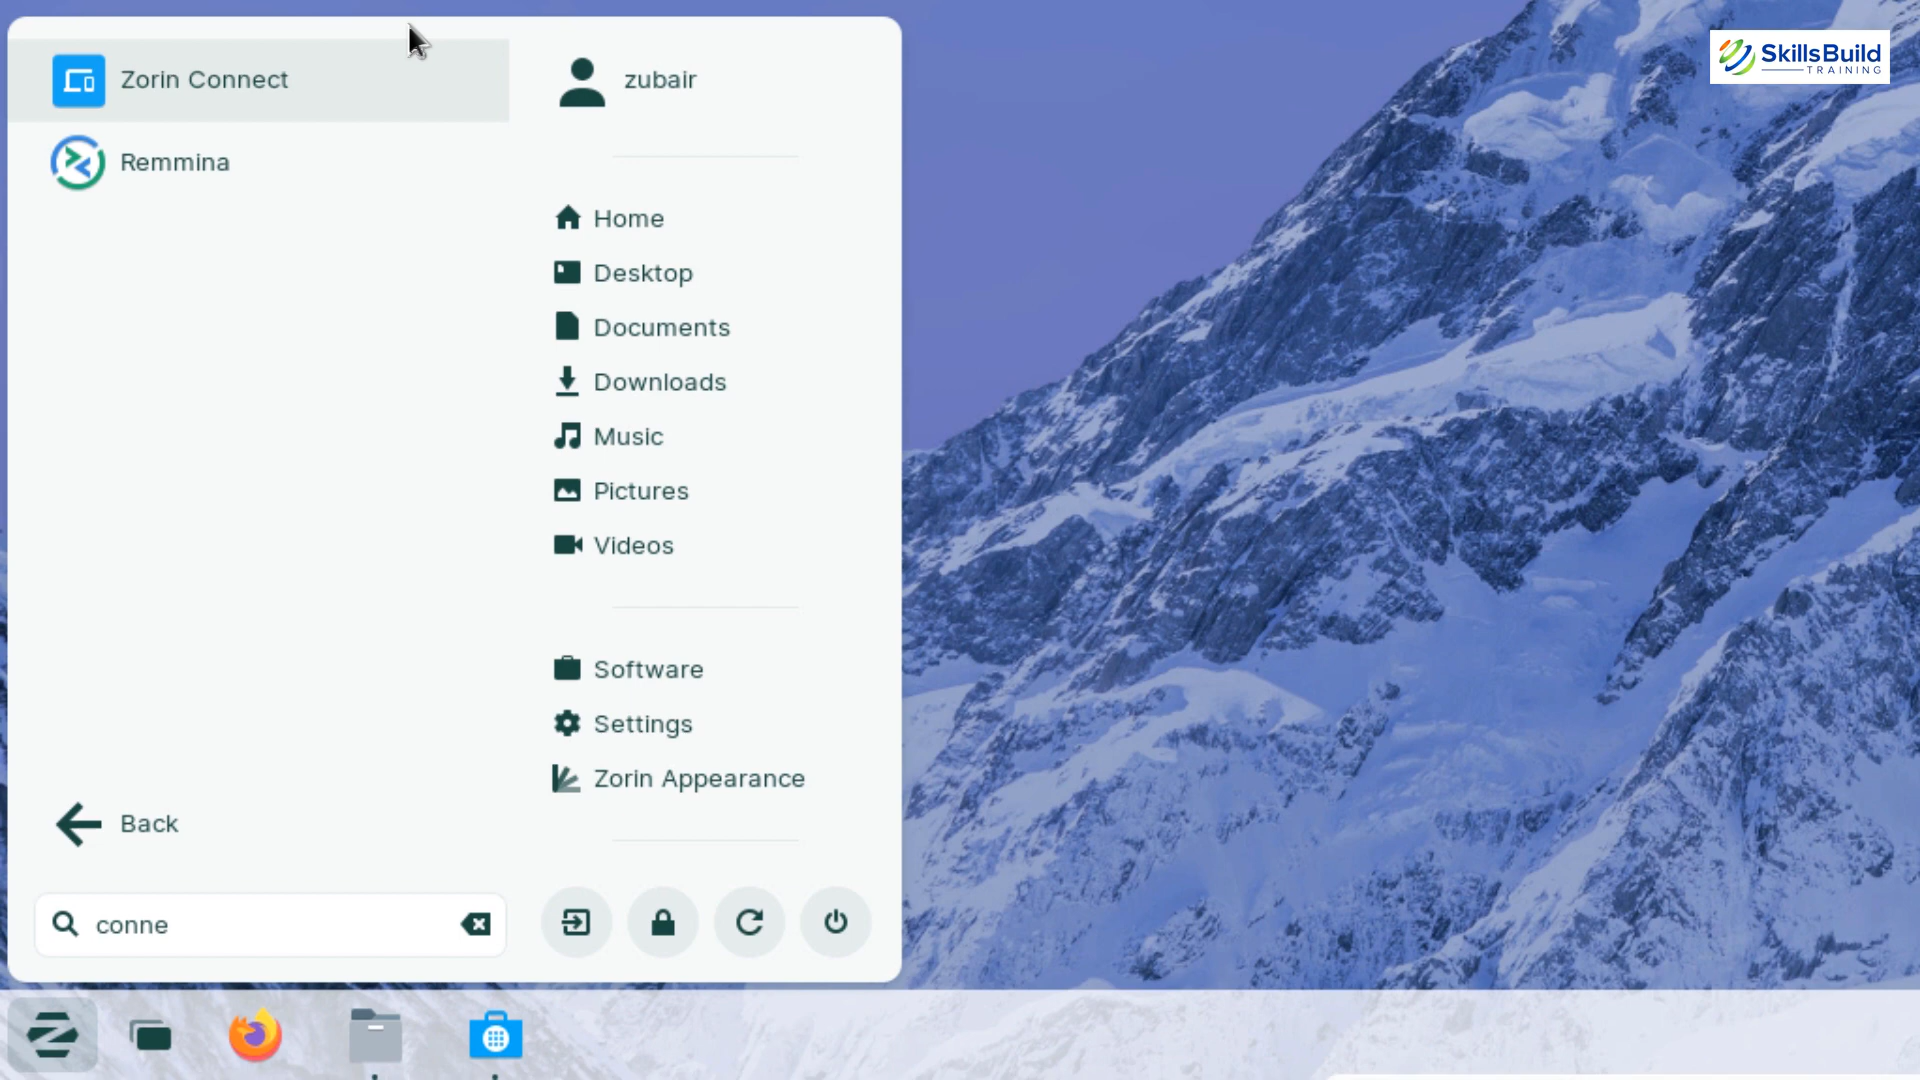 Zorin Connect
Remmina
Back
conne
zubair
Home
Desktop
Documents
Downloads
Music
Pictures
Videos
Software
Settings
Zorin Appearance
SkillsBuild
TRAINING